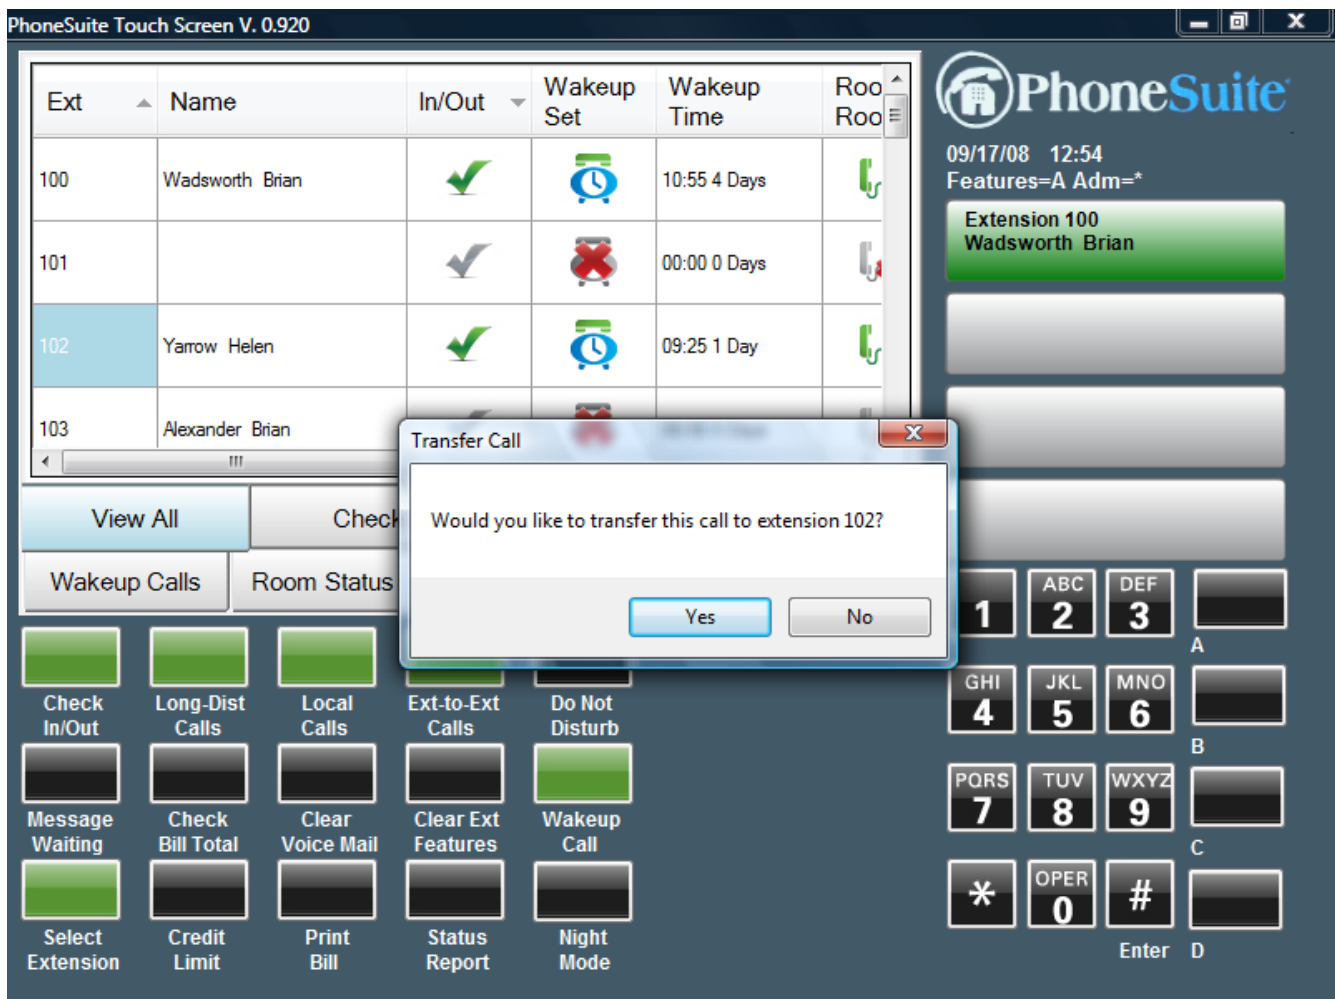 PhoneSuite Touch Screen V. 0.920
PhoneSuite
09/17/08 12:54
Features=A Adm=*
Extension 100
Wadsworth Brian
Ext Name In/Out Wakeup Set Wakeup Time Roo Roo
100 Wadsworth Brian 10:55 4 Days
101 00:00 0 Days
102 Yarrow Helen 09:25 1 Day
103 Alexander Brian
View All Check
Wakeup Calls Room Status
Transfer Call
Would you like to transfer this call to extension 102?
Yes No
Check In/Out
Long-Dist Calls
Local Calls
Ext-to-Ext Calls
Do Not Disturb
Message Waiting
Check Bill Total
Clear Voice Mail
Clear Ext Features
Wakeup Call
Select Extension
Credit Limit
Print Bill
Status Report
Night Mode
1 ABC 2 DEF 3 A
GHI 4 JKL 5 MNO 6 B
PQRS 7 TUV 8 WXYZ 9 C
* OPER 0 # D
Enter